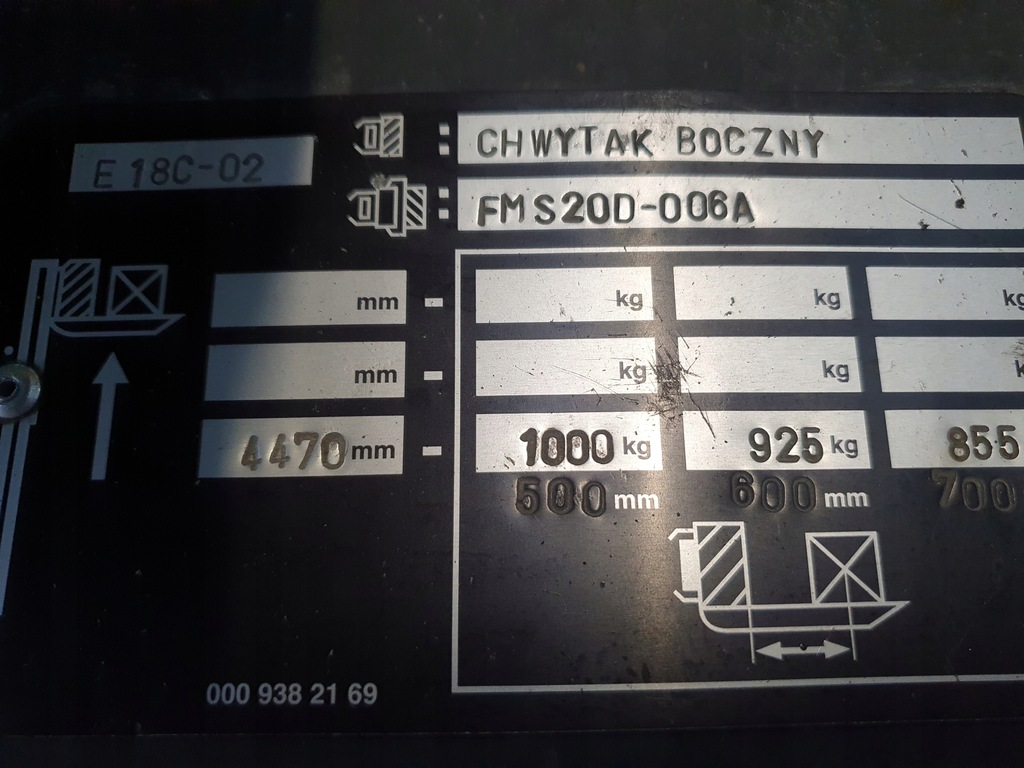 E 18C-02
: CHWYTAK BOCZNY
: FMS20D-006A
mm - kg kg kg
mm - kg kg
4470 mm - 1000 kg 925 kg 855
500 mm 600 mm 700
000 938 21 69